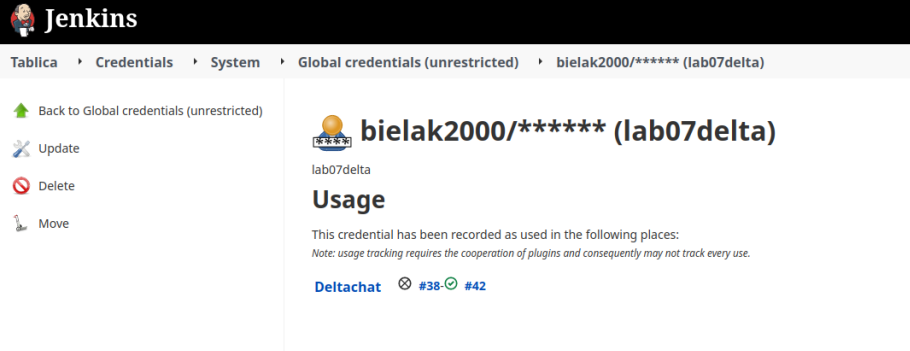 Jenkins
Tablica Credentials System Global credentials (unrestricted) bielak2000/****** (lab07delta)
Back to Global credentials (unrestricted)
Update
Delete
Move
**** bielak2000/****** (lab07delta)
lab07delta
Usage
This credential has been recorded as used in the following places:
Note: usage tracking requires the cooperation of plugins and consequently may not track every use.
Deltachat #38-#42